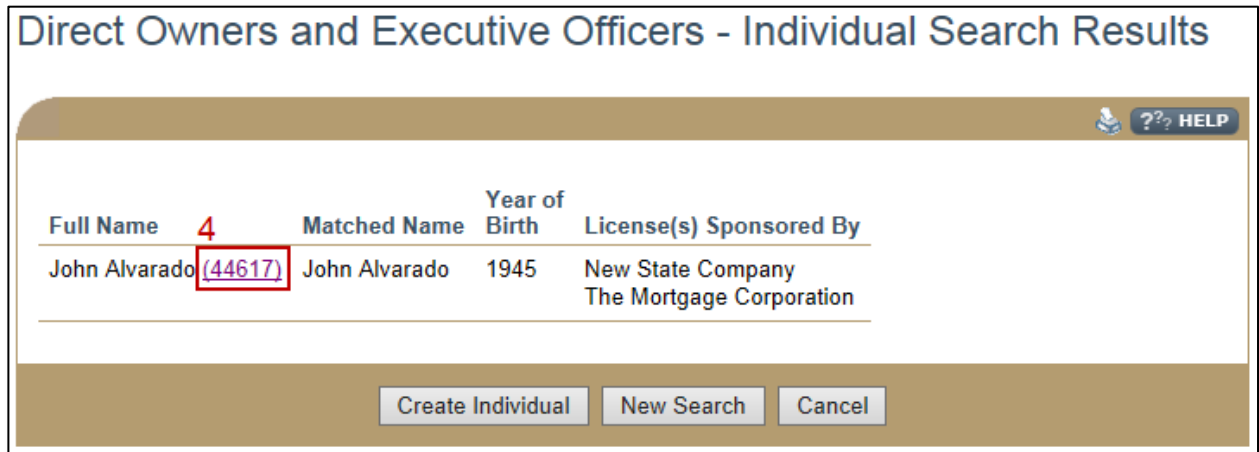 Direct Owners and Executive Officers - Individual Search Results
??? HELP
Full Name 4 Matched Name Year of Birth License(s) Sponsored By
John Alvarado (44617) John Alvarado 1945 New State Company
The Mortgage Corporation
Create Individual New Search Cancel